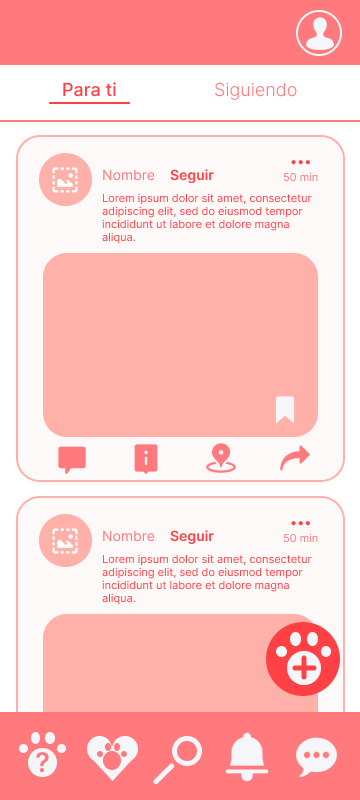 Para ti
Siguiendo
Nombre Seguir
50 min
Lorem ipsum dolor sit amet, consectetur
adipiscing elit, sed do eiusmod tempor
incididunt ut labore et dolore magna
aliqua.
Nombre Seguir
50 min
Lorem ipsum dolor sit amet, consectetur
adipiscing elit, sed do eiusmod tempor
incididunt ut labore et dolore magna
aliqua.
?